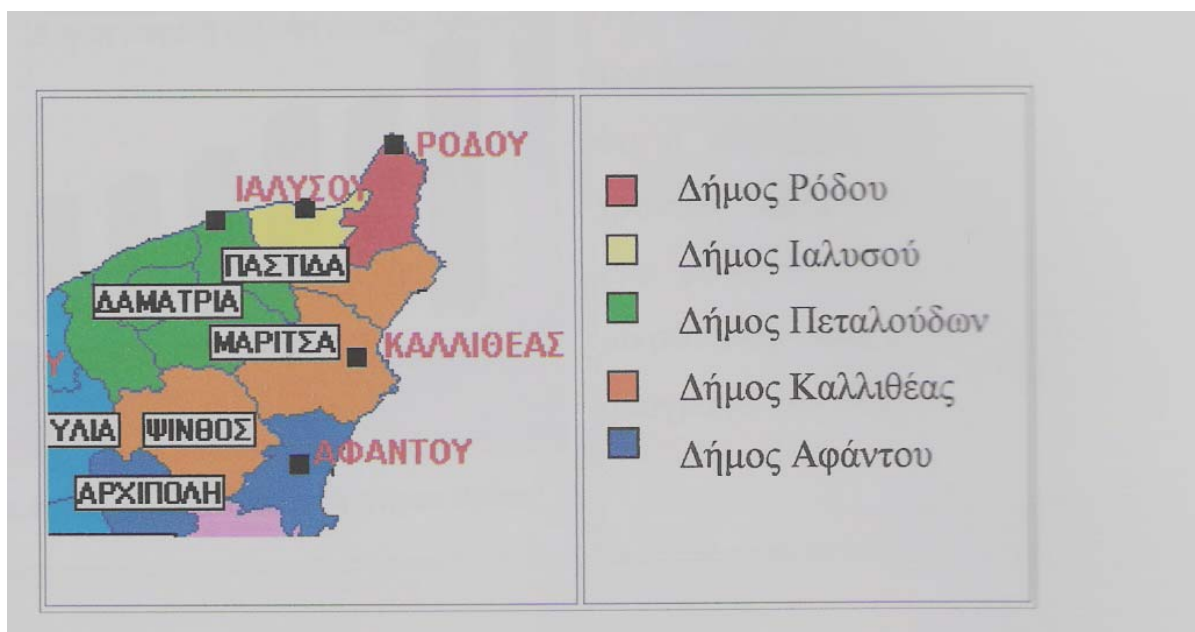 ΡΟΔΟΥ
ΙΑΛΥΣΟΥ
ΠΑΣΤΙΔΑ
ΔΑΜΑΤΡΙΑ
ΜΑΡΙΤΣΑ
ΚΑΛΛΙΘΕΑΣ
Υ
ΥΛΙΑ
ΨΙΝΘΟΣ
ΑΦΑΝΤΟΥ
ΑΡΧΙΠΟΛΗ
Δήμος Ρόδου
Δήμος Ιαλυσού
Δήμος Πεταλούδων
Δήμος Καλλιθέας
Δήμος Αφάντου